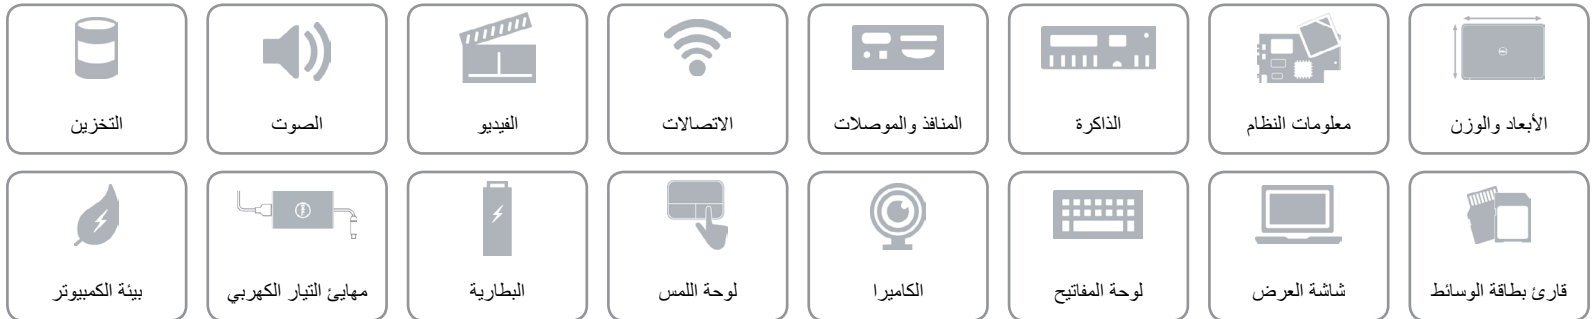 الأبعاد والوزن
معلومات النظام
الذاكرة
المنافذ والموصلات
الاتصالات
الفيديو
الصوت
التخزين
قارئ بطاقة الوسائط
شاشة العرض
لوحة المفاتيح
الكاميرا
لوحة اللمس
البطارية
مهايئ التيار الكهربي
بيئة الكمبيوتر